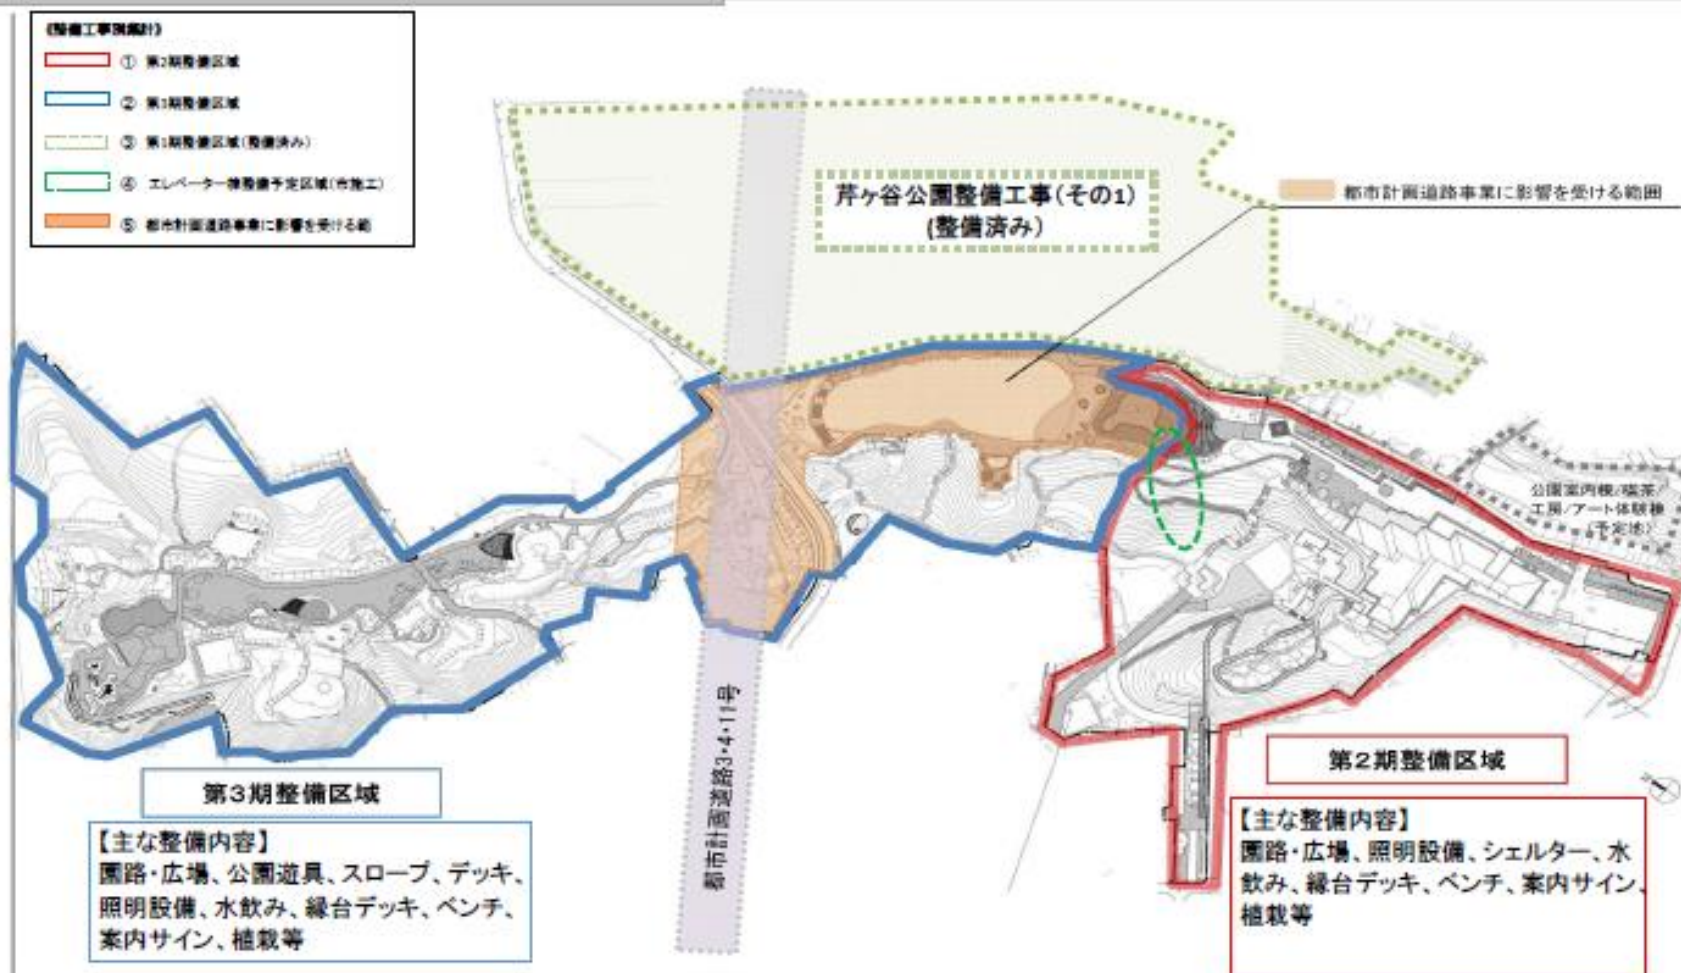 《整備工事別集計》
① 第2期整備区域
② 第3期整備区域
③ 第1期整備区域(整備済み)
④ エレベーター棟整備予定区域(市施工)
⑤ 都市計画道路事業に影響を受ける範
芹ヶ谷公園整備工事(その1)
(整備済み)
都市計画道路事業に影響を受ける範囲
公園案内棟/喫茶/
工房/アート体験棟
(予定地)
都市計画道路3・4・11号
第3期整備区域
【主な整備内容】
園路・広場、公園遊具、スロープ、デッキ、
照明設備、水飲み、縁台デッキ、ベンチ、
案内サイン、植栽等
第2期整備区域
【主な整備内容】
園路・広場、照明設備、シェルター、水
飲み、縁台デッキ、ベンチ、案内サイン、
植栽等